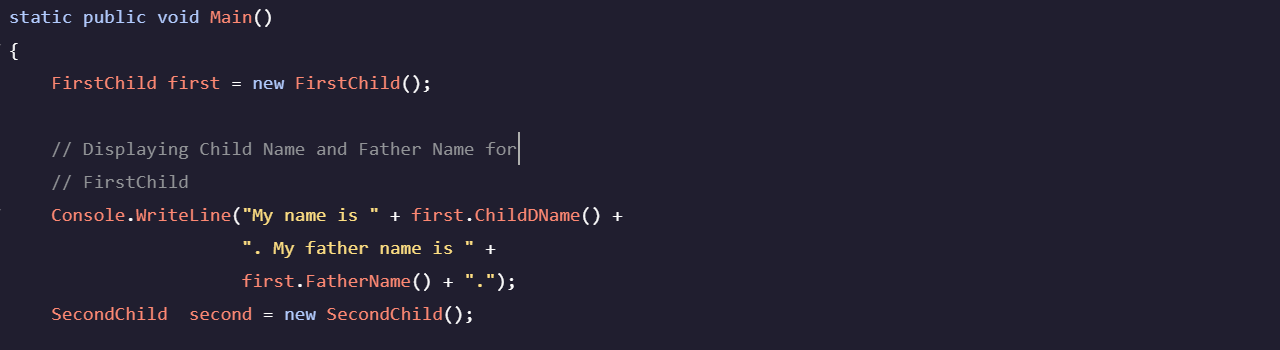 static public void Main()
{
FirstChild first = new FirstChild();
// Displaying Child Name and Father Name for
// FirstChild
Console.WriteLine("My name is " + first.ChildDName() +
". My father name is " +
first.FatherName() + ".");
SecondChild  second = new SecondChild();